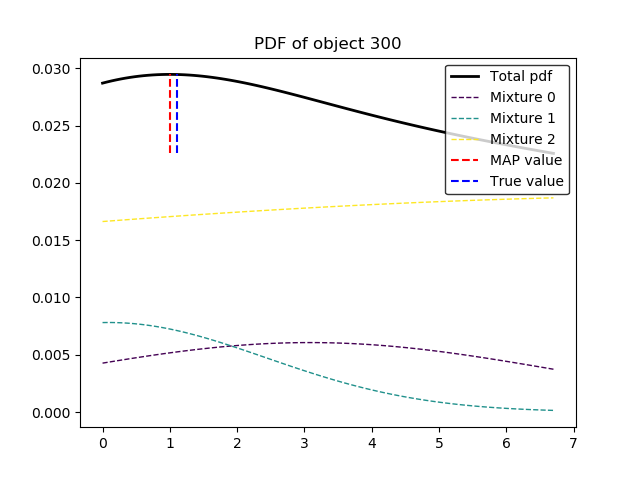 PDF of object 300
0.030
0.025
0.020
0.015
0.010
0.005
0.000
0 1 2 3 4 5 6 7
Total pdf
Mixture 0
Mixture 1
Mixture 2
MAP value
True value